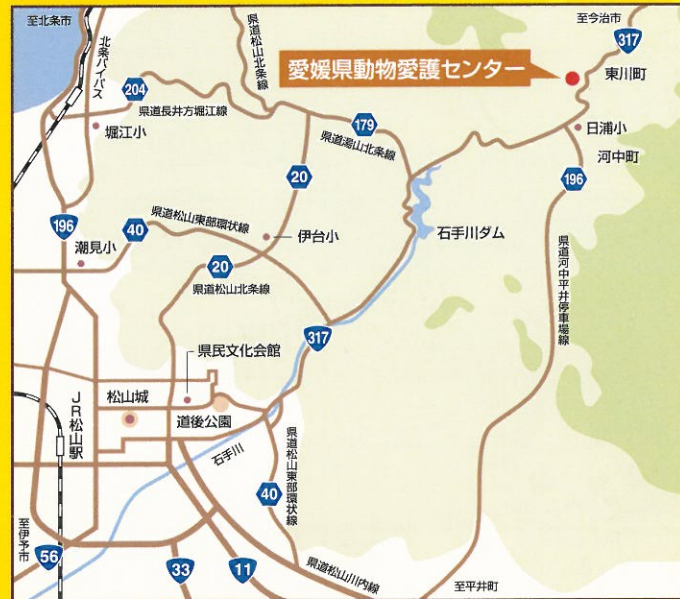 至北条市
北条バイパス
県道松山北条線
至今治市
317
愛媛県動物愛護センター
東川町
204
県道長井方堀江線
堀江小
179
県道湯山北条線
日浦小
河中町
20
196
196
40
県道松山東部環状線
伊台小
石手川ダム
潮見小
20
県道松山北条線
県道河中平井停車場線
317
県民文化会館
松山城
道後公園
JR松山駅
石手川
県道松山東部環状線
40
至伊予市
56
33
11
県道松山川内線
至平井町